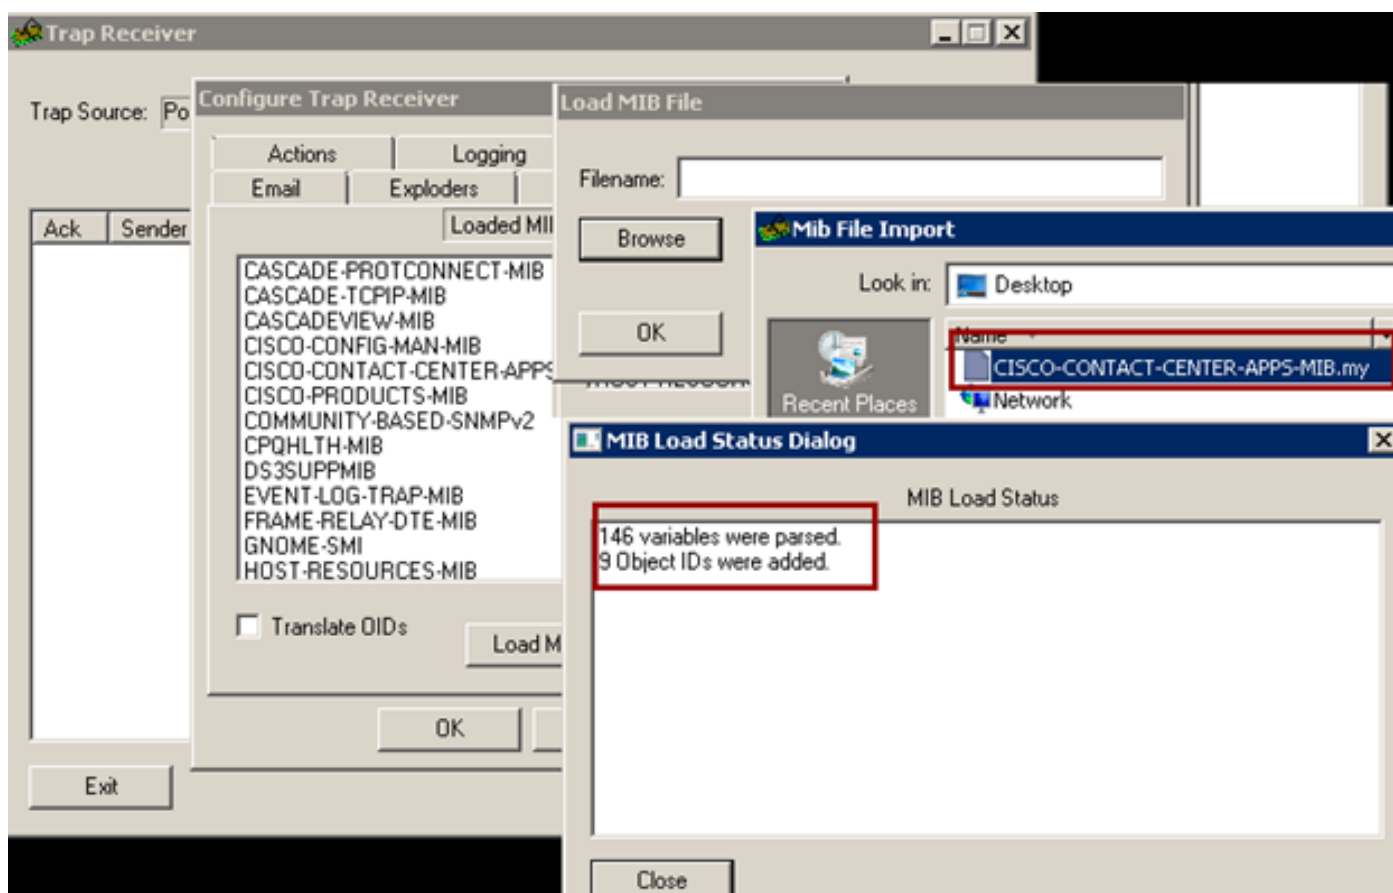 Trap Receiver
Trap Source: Po
Ack Sender
Exit
Configure Trap Receiver
Actions Logging
Email Exploders
Loaded MI
CASCADE-PROTCONNECT-MIB
CASCADE-TCPIP-MIB
CASCADEVIEW-MIB
CISCO-CONFIG-MAN-MIB
CISCO-CONTACT-CENTER-APPS
CISCO-PRODUCTS-MIB
COMMUNITY-BASED-SNMPv2
CPQHLTH-MIB
DS3SUPPMIB
EVENT-LOG-TRAP-MIB
FRAME-RELAY-DTE-MIB
GNOME-SMI
HOST-RESOURCES-MIB
Translate OIDs
Load M
OK
Load MIB File
Filename:
Browse
OK
Mib File Import
Look in: Desktop
Name
CISCO-CONTACT-CENTER-APPS-MIB.my
Recent Places
Network
MIB Load Status Dialog
MIB Load Status
146 variables were parsed.
9 Object IDs were added.
Close